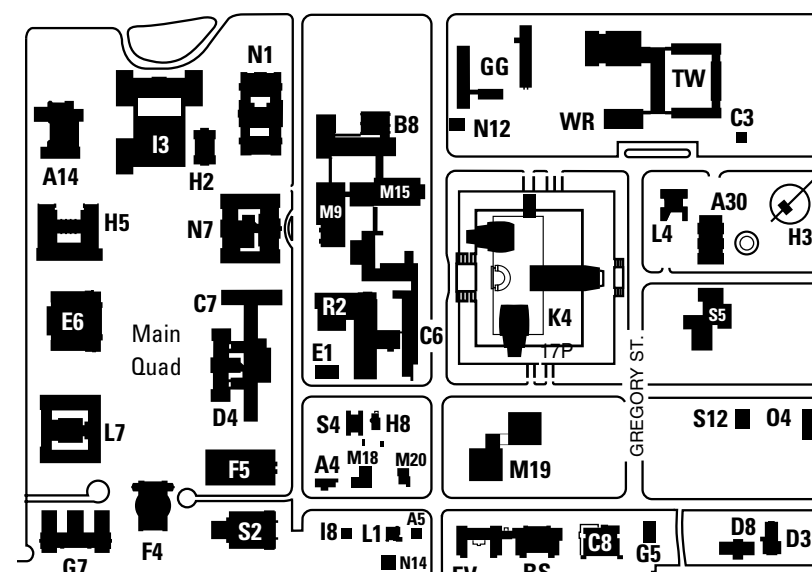 N1
GG
TW
I3
B8
N12
WR
C3
A14
H2
M15
M9
A30
H5
N7
L4
H3
C7
R2
K4
S5
E6
Main
Quad
C6
E1
17P
GREGORY ST.
D4
L7
S4
H8
S12
O4
F5
A4
M18
M20
M19
F4
S2
I8
L1
A5
N14
C8
G5
D8
D3
G7
BS